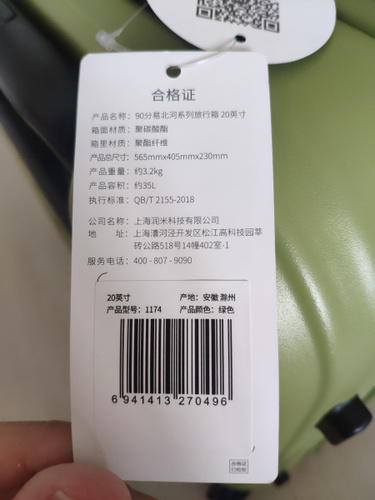 合格证
产品名称：90分易北河系列旅行箱 20英寸
箱面材质：聚碳酸酯
箱里材质：聚酯纤维
产品总尺寸：565mmx405mmx230mm
产品重量：约3.2kg
产品容积：约35L
执行标准：QB/T 2155-2018
公司名称：上海润米科技有限公司
地 址：上海漕河泾开发区松江高科技园莘
砖公路518号14幢402室-1
服务电话：400-807-9090
20英寸 产地：安徽 滁州
产品型号：1174 产品颜色：绿色
6 941413 270496
合格证
已检验